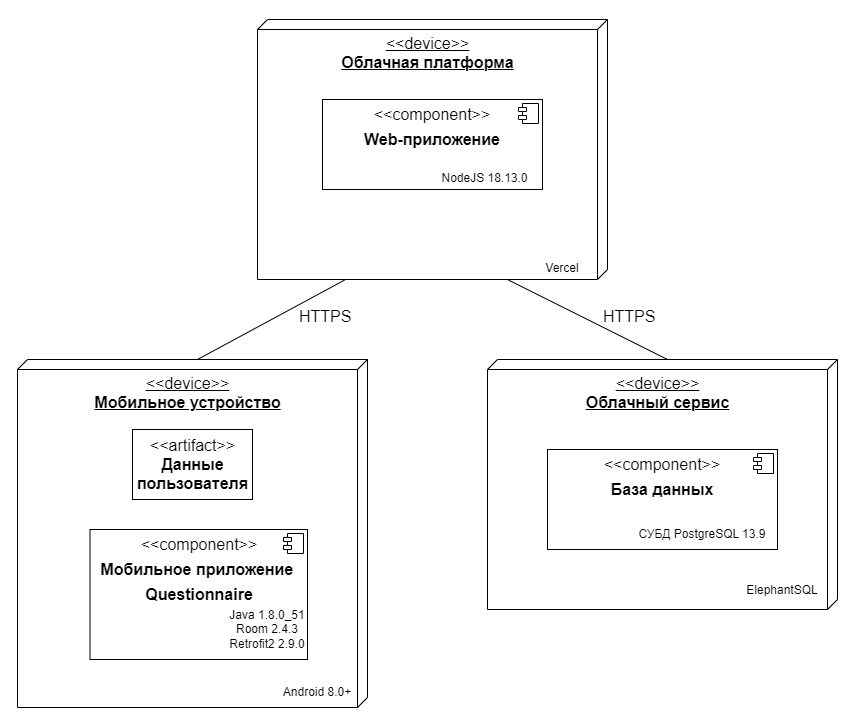 <<device>>
Облачная платформа
<<component>>
Web-приложение
NodeJS 18.13.0
Vercel
HTTPS
HTTPS
<<device>>
Мобильное устройство
<<artifact>>
Данные
пользователя
<<component>>
Мобильное приложение
Questionnaire
Java 1.8.0_51
Room 2.4.3
Retrofit2 2.9.0
Android 8.0+
<<device>>
Облачный сервис
<<component>>
База данных
СУБД PostgreSQL 13.9
ElephantSQL